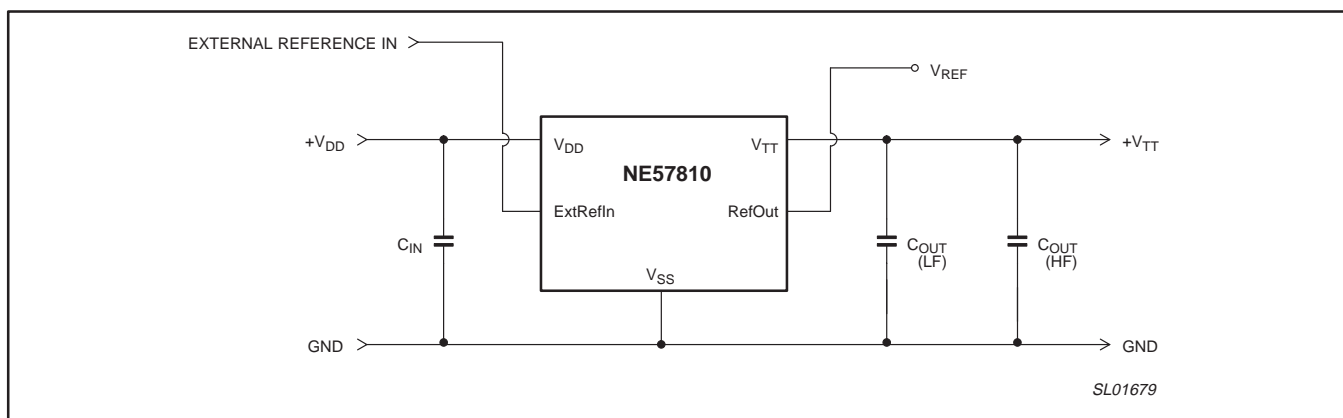 EXTERNAL REFERENCE IN
VREF
+VDD
VDD
VTT
+VTT
NE57810
ExtRefIn
RefOut
CIN
COUT
(LF)
COUT
(HF)
VSS
GND
GND
SL01679